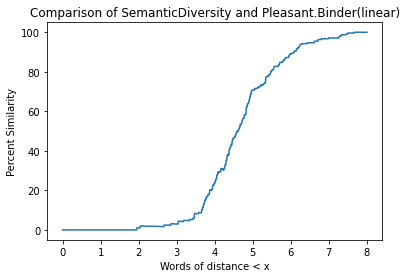 Comparison of SemanticDiversity and Pleasant.Binder(linear)
100
80
60
40
20
0
Percent Similarity
0 1 2 3 4 5 6 7 8
Words of distance < x